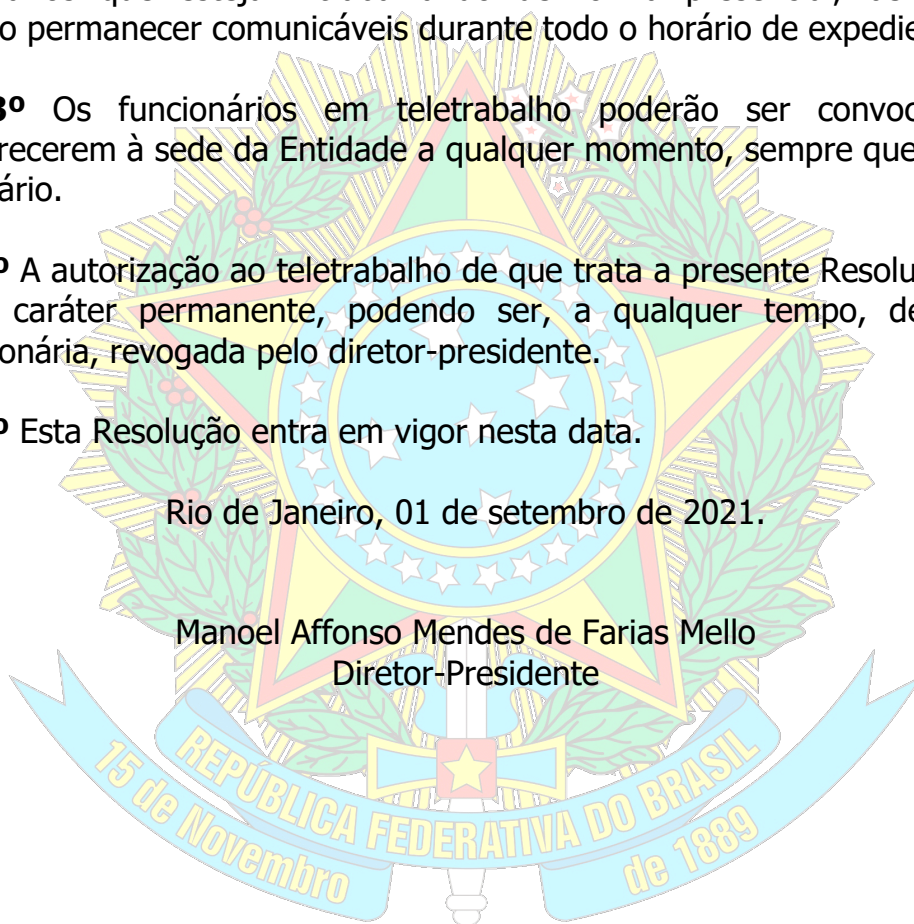 o permanecer comunicáveis durante todo o horário de expedie
3º Os funcionários em teletrabalho poderão ser convoc
recerem à sede da Entidade a qualquer momento, sempre que
ário.
º A autorização ao teletrabalho de que trata a presente Resolu
caráter permanente, podendo ser, a qualquer tempo, de
onária, revogada pelo diretor-presidente.
º Esta Resolução entra em vigor nesta data.
Rio de Janeiro, 01 de setembro de 2021.
Manoel Affonso Mendes de Farias Mello
Diretor-Presidente
REPÚBLICA FEDERATIVA DO BRASIL
15 de Novembro de 1889